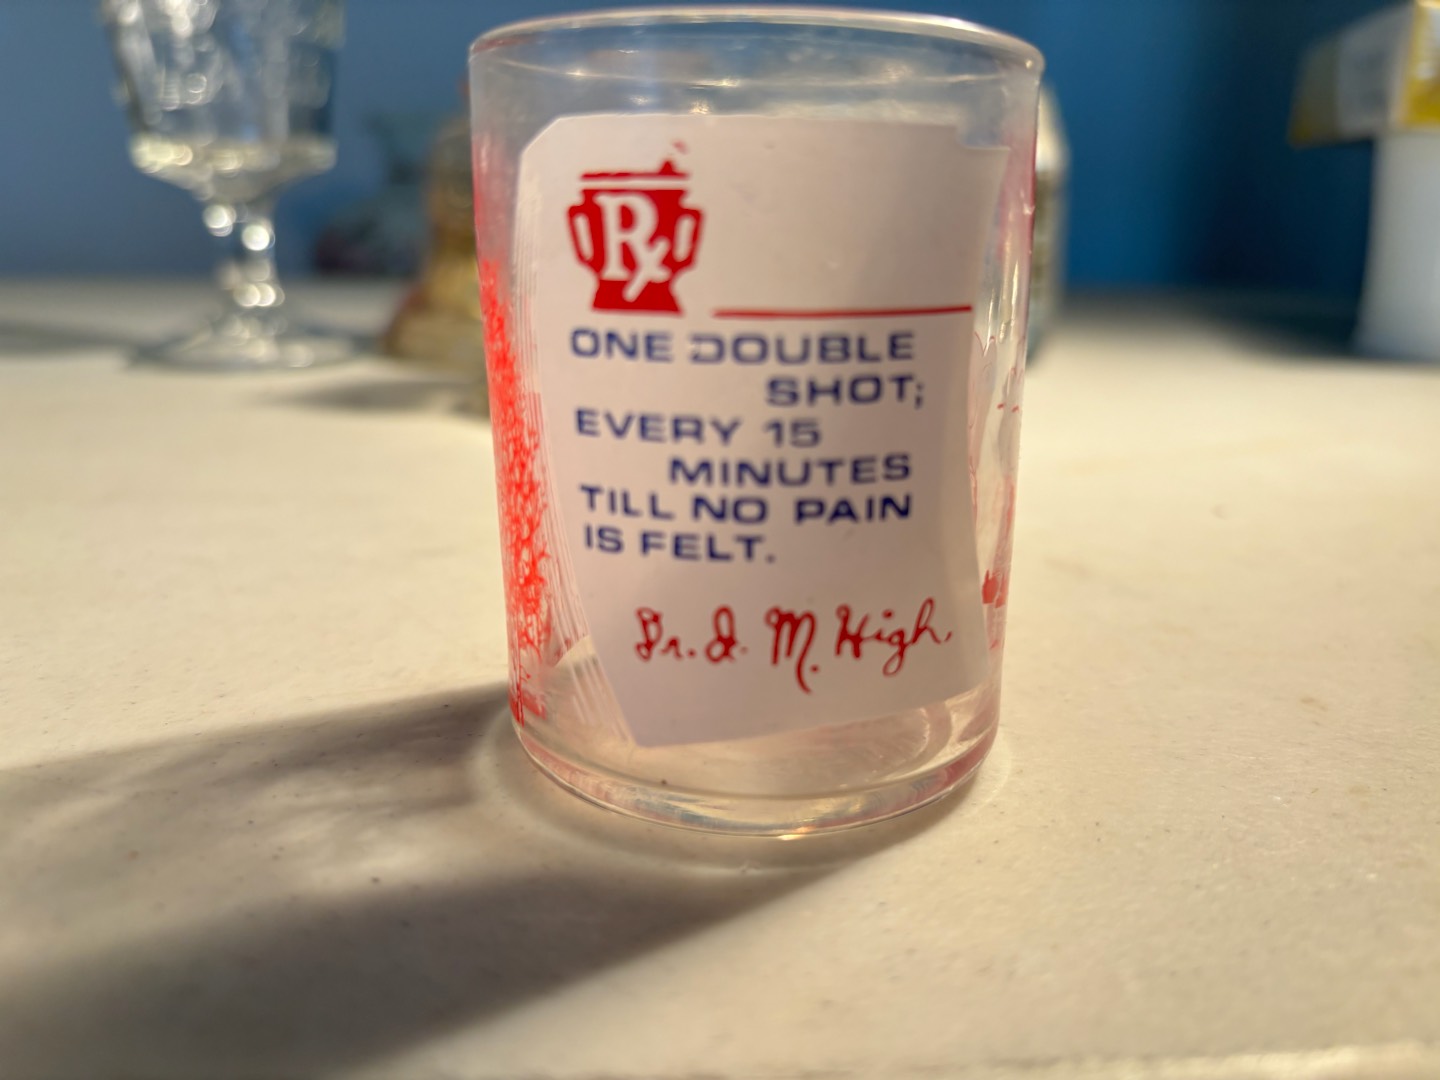 Rx
ONE DOUBLE
SHOT;
EVERY 15
MINUTES
TILL NO PAIN
IS FELT.
Dr. I. M. High.